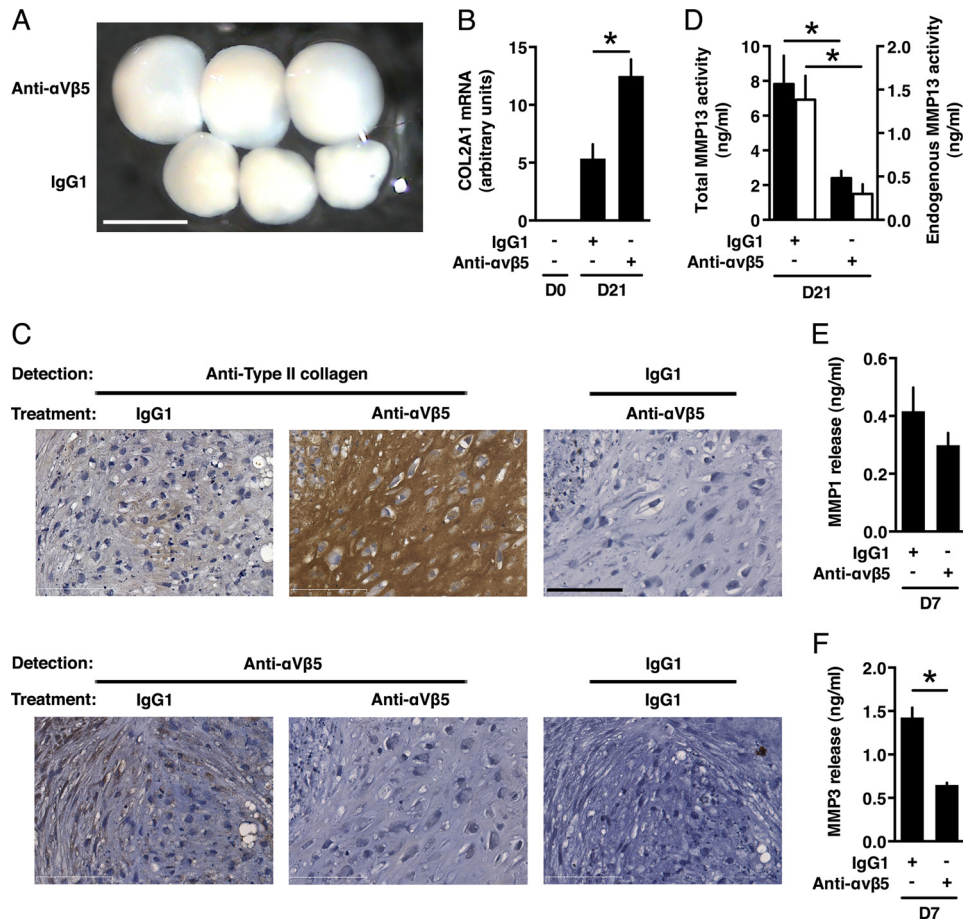 A
Anti-αVβ5
IgG1
B
COL2A1 mRNA
(arbitrary units)
15
10
5
0
*
IgG1 - + -
Anti-αvβ5 - - +
D0 D21
D
Total MMP13 activity
(ng/ml)
10
8
6
4
2
0
*
*
2.0
1.5
1.0
0.5
0.0
Endogenous MMP13 activity
(ng/ml)
IgG1 + -
Anti-αvβ5 - +
D21
C
Detection: Anti-Type II collagen IgG1
Treatment: IgG1 Anti-αVβ5 Anti-αVβ5
Detection: Anti-αVβ5 IgG1
Treatment: IgG1 Anti-αVβ5 IgG1
E
MMP1 release (ng/ml)
0.6
0.4
0.2
0.0
IgG1 + -
Anti-αvβ5 - +
D7
F
MMP3 release (ng/ml)
2.0
1.5
1.0
0.5
0.0
*
IgG1 + -
Anti-αvβ5 - +
D7